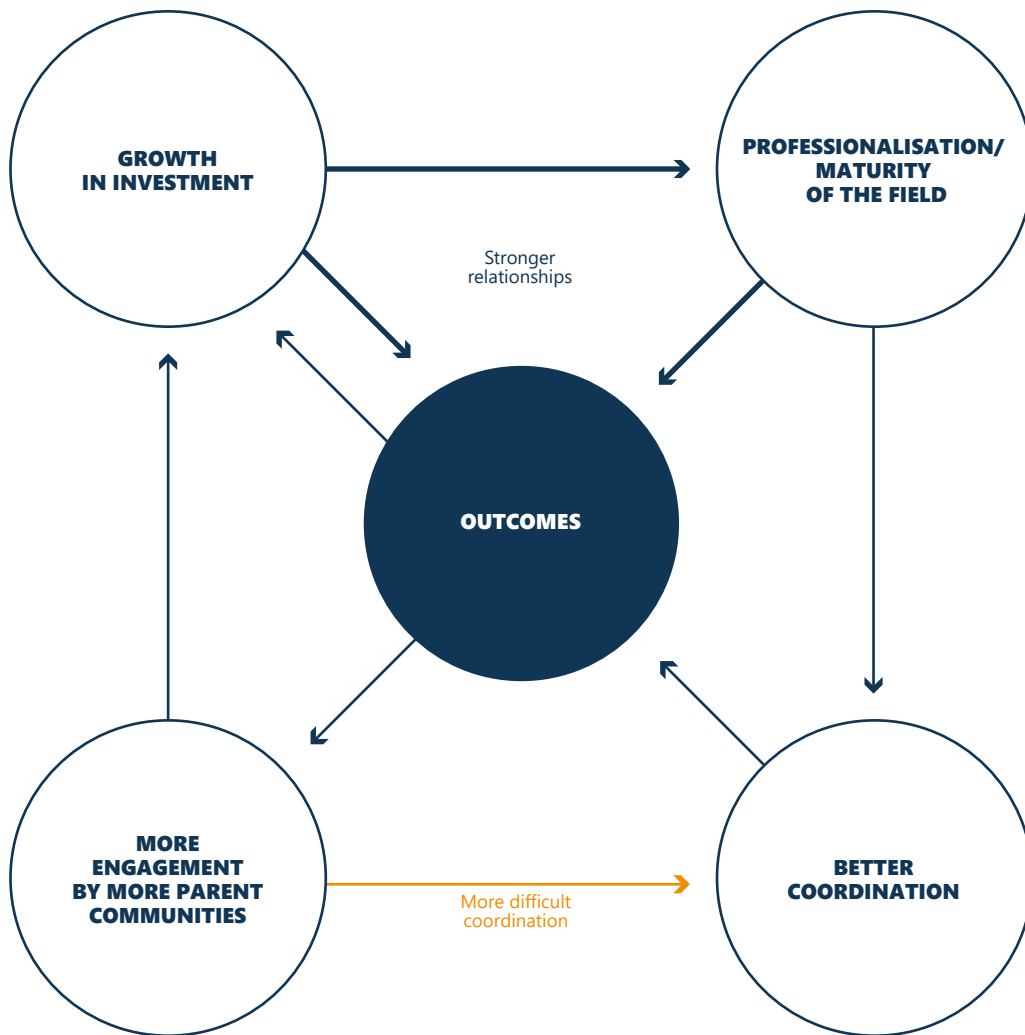 GROWTH
IN INVESTMENT
PROFESSIONALISATION/
MATURITY
OF THE FIELD
Stronger
relationships
OUTCOMES
MORE
ENGAGEMENT
BY MORE PARENT
COMMUNITIES
More difficult
coordination
BETTER
COORDINATION